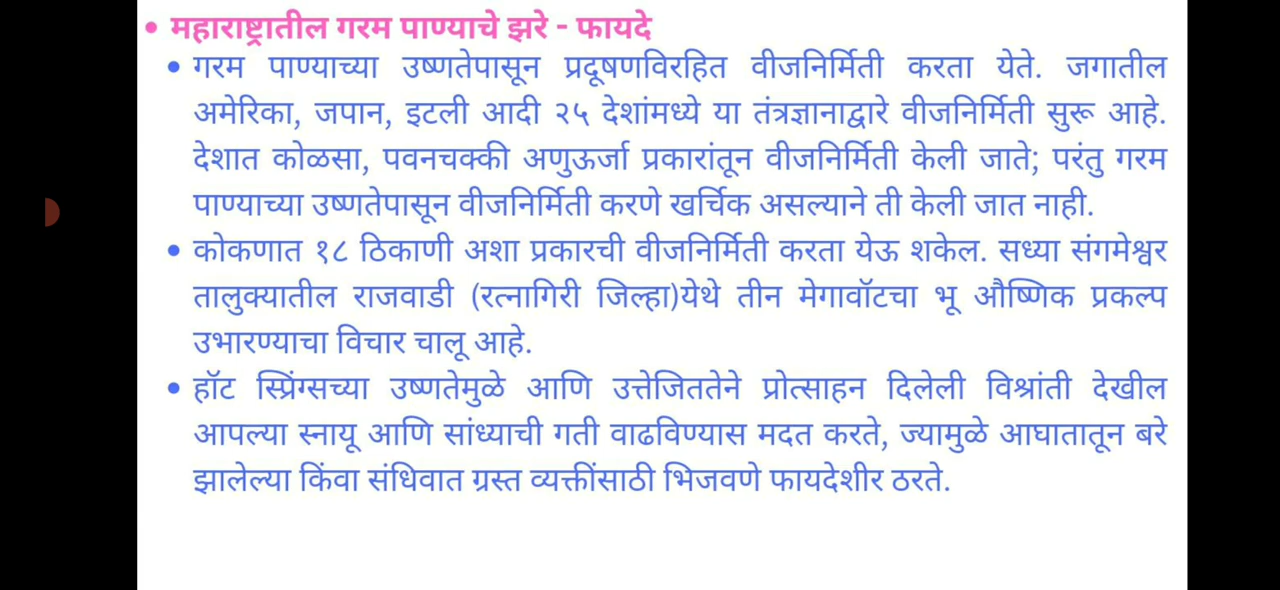 • महाराष्ट्रातील गरम पाण्याचे झरे - फायदे
• गरम पाण्याच्या उष्णतेपासून प्रदूषणविरहित वीजनिर्मिती करता येते. जगातील
अमेरिका, जपान, इटली आदी २५ देशांमध्ये या तंत्रज्ञानाद्वारे वीजनिर्मिती सुरू आहे.
देशात कोळसा, पवनचक्की अणुऊर्जा प्रकारांतून वीजनिर्मिती केली जाते; परंतु गरम
पाण्याच्या उष्णतेपासून वीजनिर्मिती करणे खर्चिक असल्याने ती केली जात नाही.
• कोकणात १८ ठिकाणी अशा प्रकारची वीजनिर्मिती करता येऊ शकेल. सध्या संगमेश्वर
तालुक्यातील राजवाडी (रत्नागिरी जिल्हा)येथे तीन मेगावॉटचा भू औष्णिक प्रकल्प
उभारण्याचा विचार चालू आहे.
• हॉट स्प्रिंग्सच्या उष्णतेमुळे आणि उत्तेजिततेने प्रोत्साहन दिलेली विश्रांती देखील
आपल्या स्नायू आणि सांध्याची गती वाढविण्यास मदत करते, ज्यामुळे आघातातून बरे
झालेल्या किंवा संधिवात ग्रस्त व्यक्तींसाठी भिजवणे फायदेशीर ठरते.